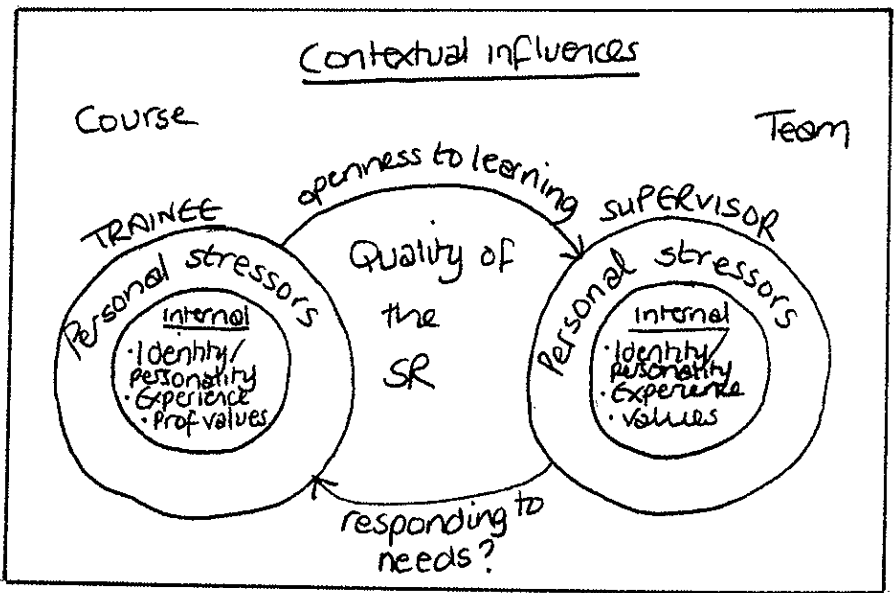 Contextual influences
Course
Team
openness to learning
TRAINEE
Personal stressors
internal
·Identity/
personality
·Experience
·Prof values
Quality of
the
SR
SUPERVISOR
Personal stressors
internal
·Identity/
personality
·Experience
·values
responding to
needs?